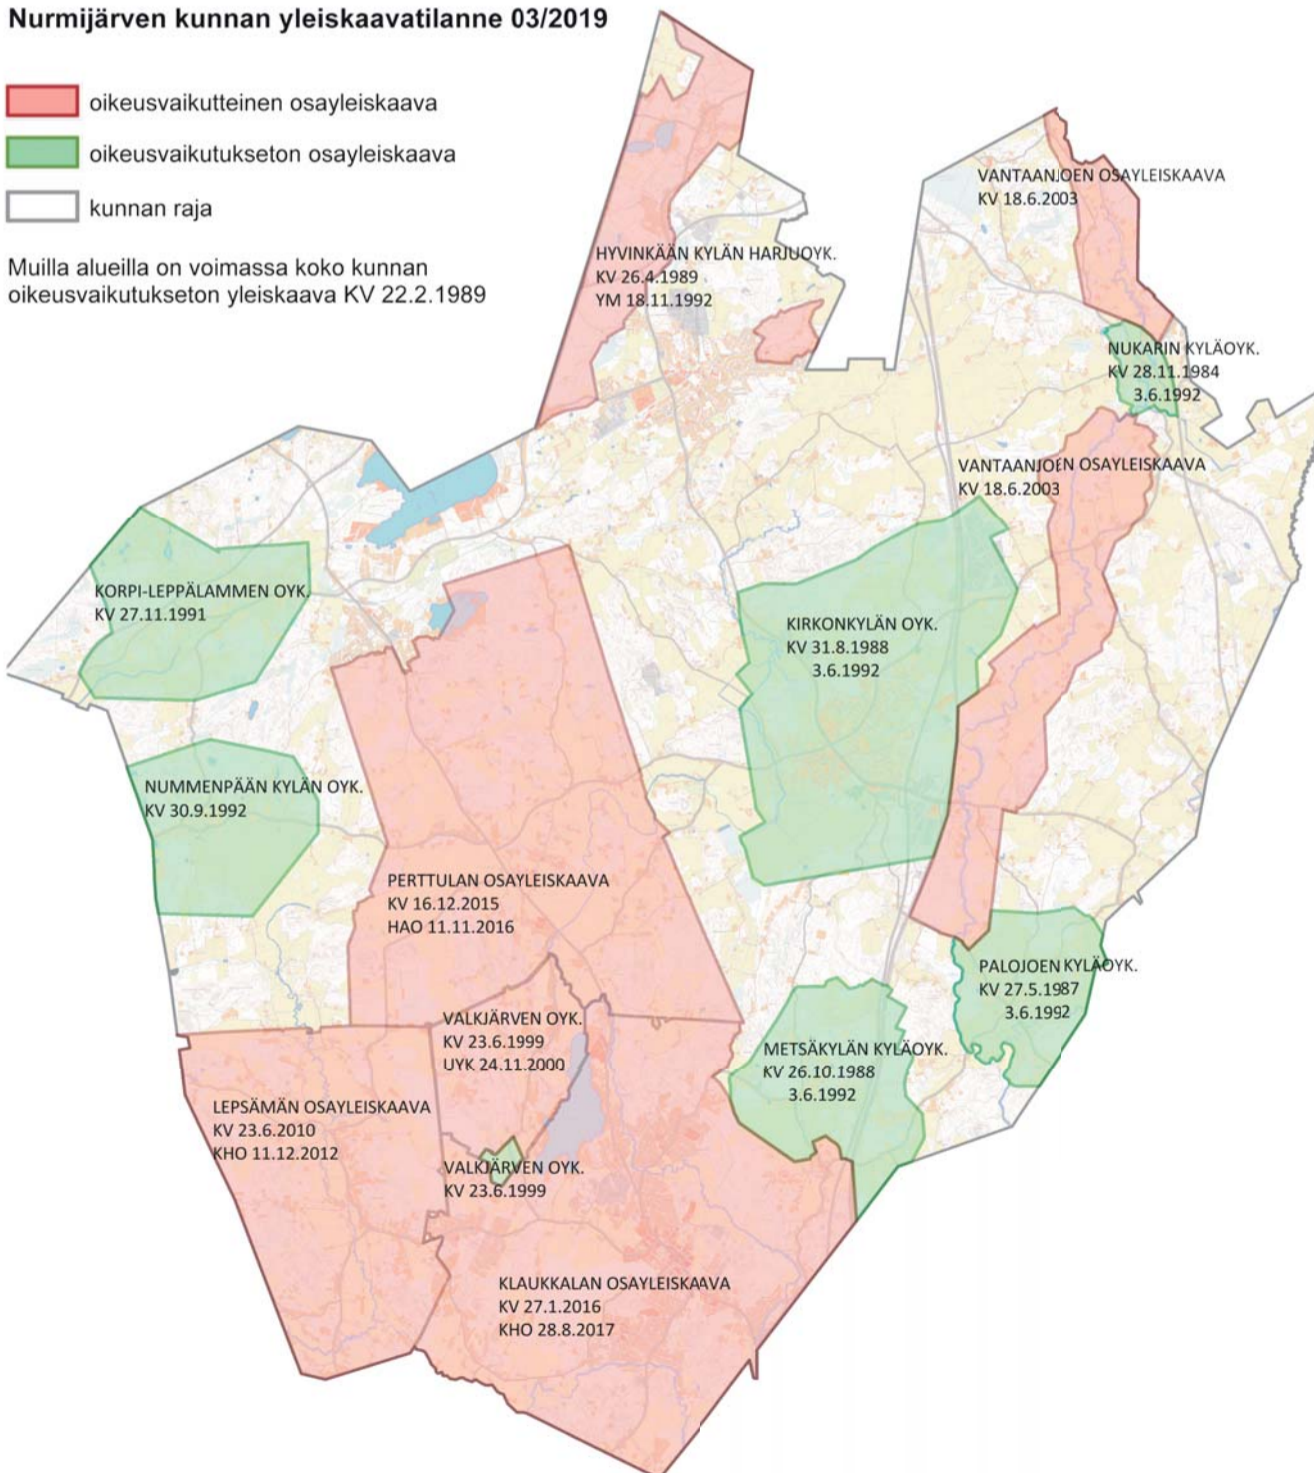 Nurmijärven kunnan yleiskaavatilanne 03/2019
oikeusvaikutteinen osayleiskaava
oikeusvaikutukseton osayleiskaava
kunnan raja
Muilla alueilla on voimassa koko kunnan
oikeusvaikutukseton yleiskaava KV 22.2.1989
VANTAANJOEN OSAYLEISKAAVA
KV 18.6.2003
HYVINKÄÄN KYLÄN HARJUOYK.
KV 26.4.1989
YM 18.11.1992
NUKARIN KYLÄOYK.
KV 28.11.1984
3.6.1992
VANTAANJOEN OSAYLEISKAAVA
KV 18.6.2003
KORPI-LEPPÄLAMMEN OYK.
KV 27.11.1991
KIRKONKYLÄN OYK.
KV 31.8.1988
3.6.1992
NUMMENPÄÄN KYLÄN OYK.
KV 30.9.1992
PERTTULAN OSAYLEISKAAVA
KV 16.12.2015
HAO 11.11.2016
PALOJOEN KYLÄOYK.
KV 27.5.1987
3.6.1992
VALKJÄRVEN OYK.
KV 23.6.1999
UYK 24.11.2000
METSÄKYLÄN KYLÄOYK.
KV 26.10.1988
3.6.1992
LEPSÄMÄN OSAYLEISKAAVA
KV 23.6.2010
KHO 11.12.2012
VALKJÄRVEN OYK.
KV 23.6.1999
KLAUKKALAN OSAYLEISKAAVA
KV 27.1.2016
KHO 28.8.2017